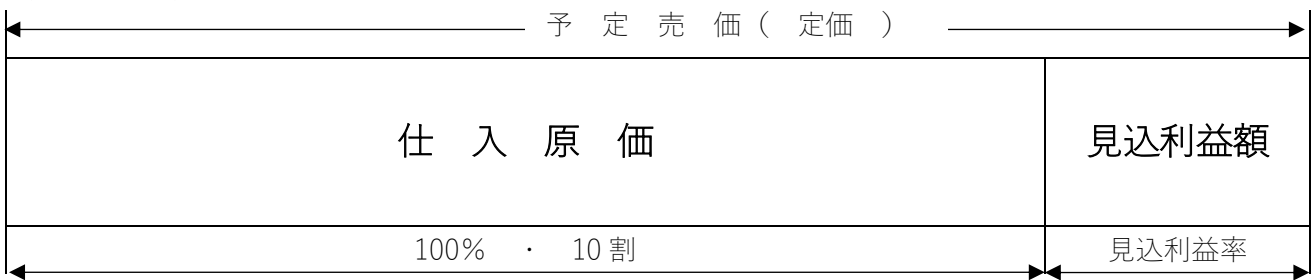 予 定 売 価 ( 定価 )
仕 入 原 価
見込利益額
100% ・ 10割
見込利益率